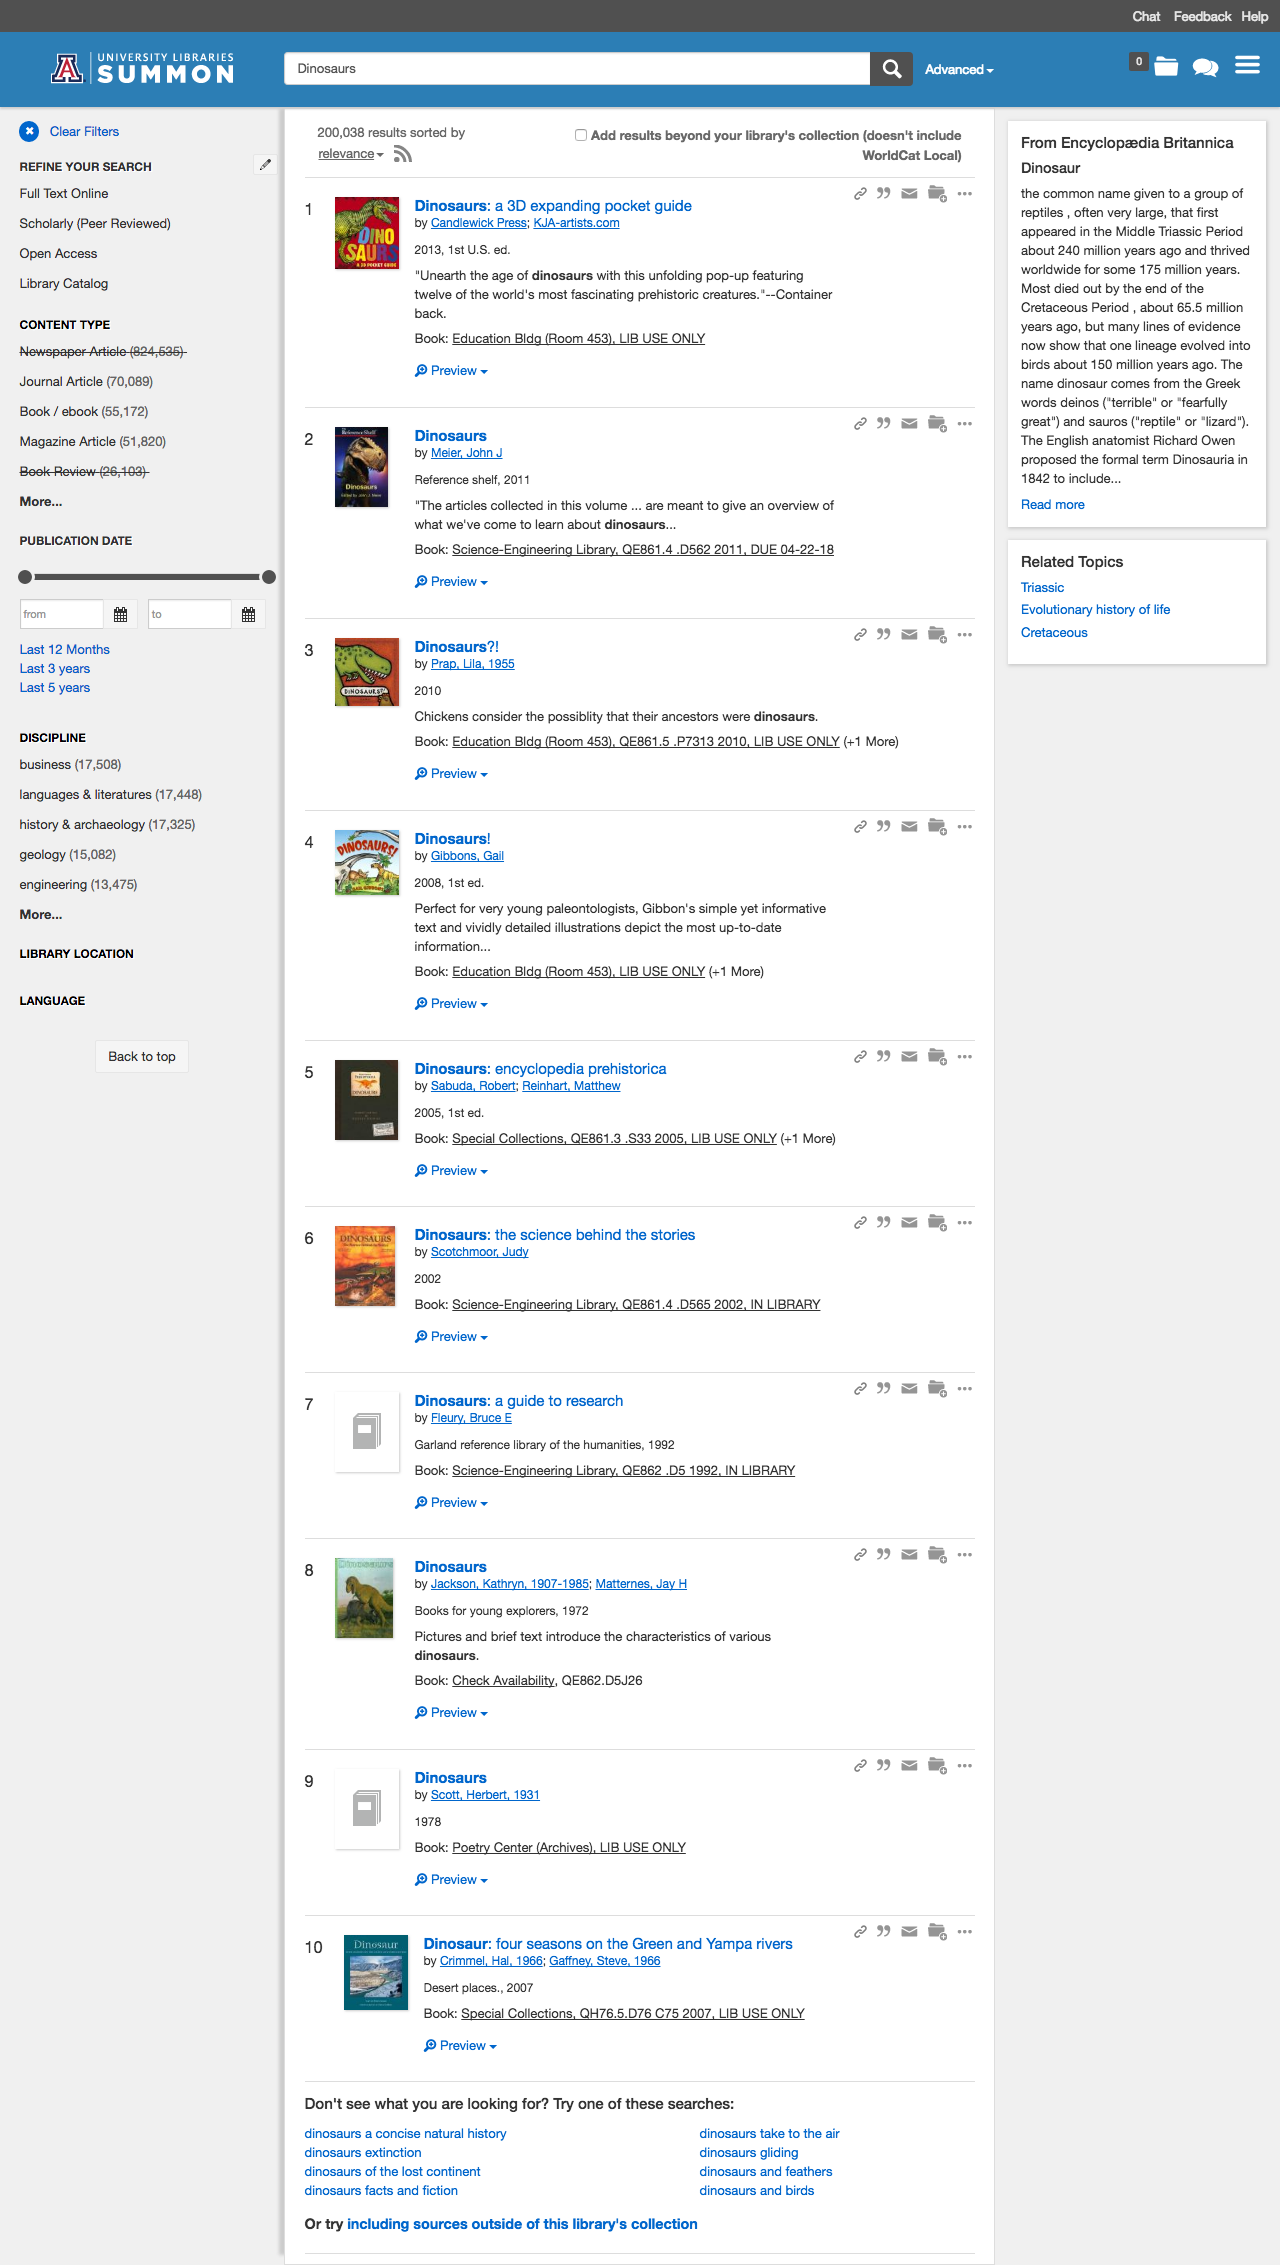 Chat Feedback Help
UNIVERSITY LIBRARIES
SUMMON
Dinosaurs
Advanced
0
Clear Filters
REFINE YOUR SEARCH
Full Text Online
Scholarly (Peer Reviewed)
Open Access
Library Catalog
CONTENT TYPE
Newspaper Article (824,535)
Journal Article (70,089)
Book / ebook (55,172)
Magazine Article (51,820)
Book Review (26,103)
More...
PUBLICATION DATE
from
to
Last 12 Months
Last 3 years
Last 5 years
DISCIPLINE
business (17,508)
languages & literatures (17,448)
history & archaeology (17,325)
geology (15,082)
engineering (13,475)
More...
LIBRARY LOCATION
LANGUAGE
Back to top
200,038 results sorted by
relevance
Add results beyond your library's collection (doesn't include
WorldCat Local)
1
DINO
SAURS
A 3D POCKET GUIDE
Dinosaurs: a 3D expanding pocket guide
by Candlewick Press; KJA-artists.com
2013, 1st U.S. ed.
"Unearth the age of dinosaurs with this unfolding pop-up featuring
twelve of the world's most fascinating prehistoric creatures."--Container
back.
Book: Education Bldg (Room 453), LIB USE ONLY
Preview
2
Dinosaurs
Dinosaurs
by Meier, John J
Reference shelf, 2011
"The articles collected in this volume ... are meant to give an overview of
what we've come to learn about dinosaurs...
Book: Science-Engineering Library, QE861.4 .D562 2011, DUE 04-22-18
Preview
3
DINOSAURS?!
Dinosaurs?!
by Prap, Lila, 1955
2010
Chickens consider the possiblity that their ancestors were dinosaurs.
Book: Education Bldg (Room 453), QE861.5 .P7313 2010, LIB USE ONLY (+1 More)
Preview
4
DINOSAURS!
GAIL GIBBONS
Dinosaurs!
by Gibbons, Gail
2008, 1st ed.
Perfect for very young paleontologists, Gibbon's simple yet informative
text and vividly detailed illustrations depict the most up-to-date
information...
Book: Education Bldg (Room 453), LIB USE ONLY (+1 More)
Preview
5
DINOSAURS
Dinosaurs: encyclopedia prehistorica
by Sabuda, Robert; Reinhart, Matthew
2005, 1st ed.
Book: Special Collections, QE861.3 .S33 2005, LIB USE ONLY (+1 More)
Preview
6
DINOSAURS
Dinosaurs: the science behind the stories
by Scotchmoor, Judy
2002
Book: Science-Engineering Library, QE861.4 .D565 2002, IN LIBRARY
Preview
7
Dinosaurs: a guide to research
by Fleury, Bruce E
Garland reference library of the humanities, 1992
Book: Science-Engineering Library, QE862 .D5 1992, IN LIBRARY
Preview
8
Dinosaurs
Dinosaurs
by Jackson, Kathryn, 1907-1985; Matternes, Jay H
Books for young explorers, 1972
Pictures and brief text introduce the characteristics of various
dinosaurs.
Book: Check Availability, QE862.D5J26
Preview
9
Dinosaurs
by Scott, Herbert, 1931
1978
Book: Poetry Center (Archives), LIB USE ONLY
Preview
10
Dinosaur
Dinosaur: four seasons on the Green and Yampa rivers
by Crimmel, Hal, 1966; Gaffney, Steve, 1966
Desert places., 2007
Book: Special Collections, QH76.5.D76 C75 2007, LIB USE ONLY
Preview
Don't see what you are looking for? Try one of these searches:
dinosaurs a concise natural history
dinosaurs extinction
dinosaurs of the lost continent
dinosaurs facts and fiction
dinosaurs take to the air
dinosaurs gliding
dinosaurs and feathers
dinosaurs and birds
Or try including sources outside of this library's collection
From Encyclopædia Britannica
Dinosaur
the common name given to a group of
reptiles , often very large, that first
appeared in the Middle Triassic Period
about 240 million years ago and thrived
worldwide for some 175 million years.
Most died out by the end of the
Cretaceous Period , about 65.5 million
years ago, but many lines of evidence
now show that one lineage evolved into
birds about 150 million years ago. The
name dinosaur comes from the Greek
words deinos ("terrible" or "fearfully
great") and sauros ("reptile" or "lizard").
The English anatomist Richard Owen
proposed the formal term Dinosauria in
1842 to include...
Read more
Related Topics
Triassic
Evolutionary history of life
Cretaceous